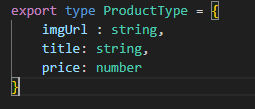 export type ProductType = {
    imgUrl : string,
    title: string,
    price: number
}